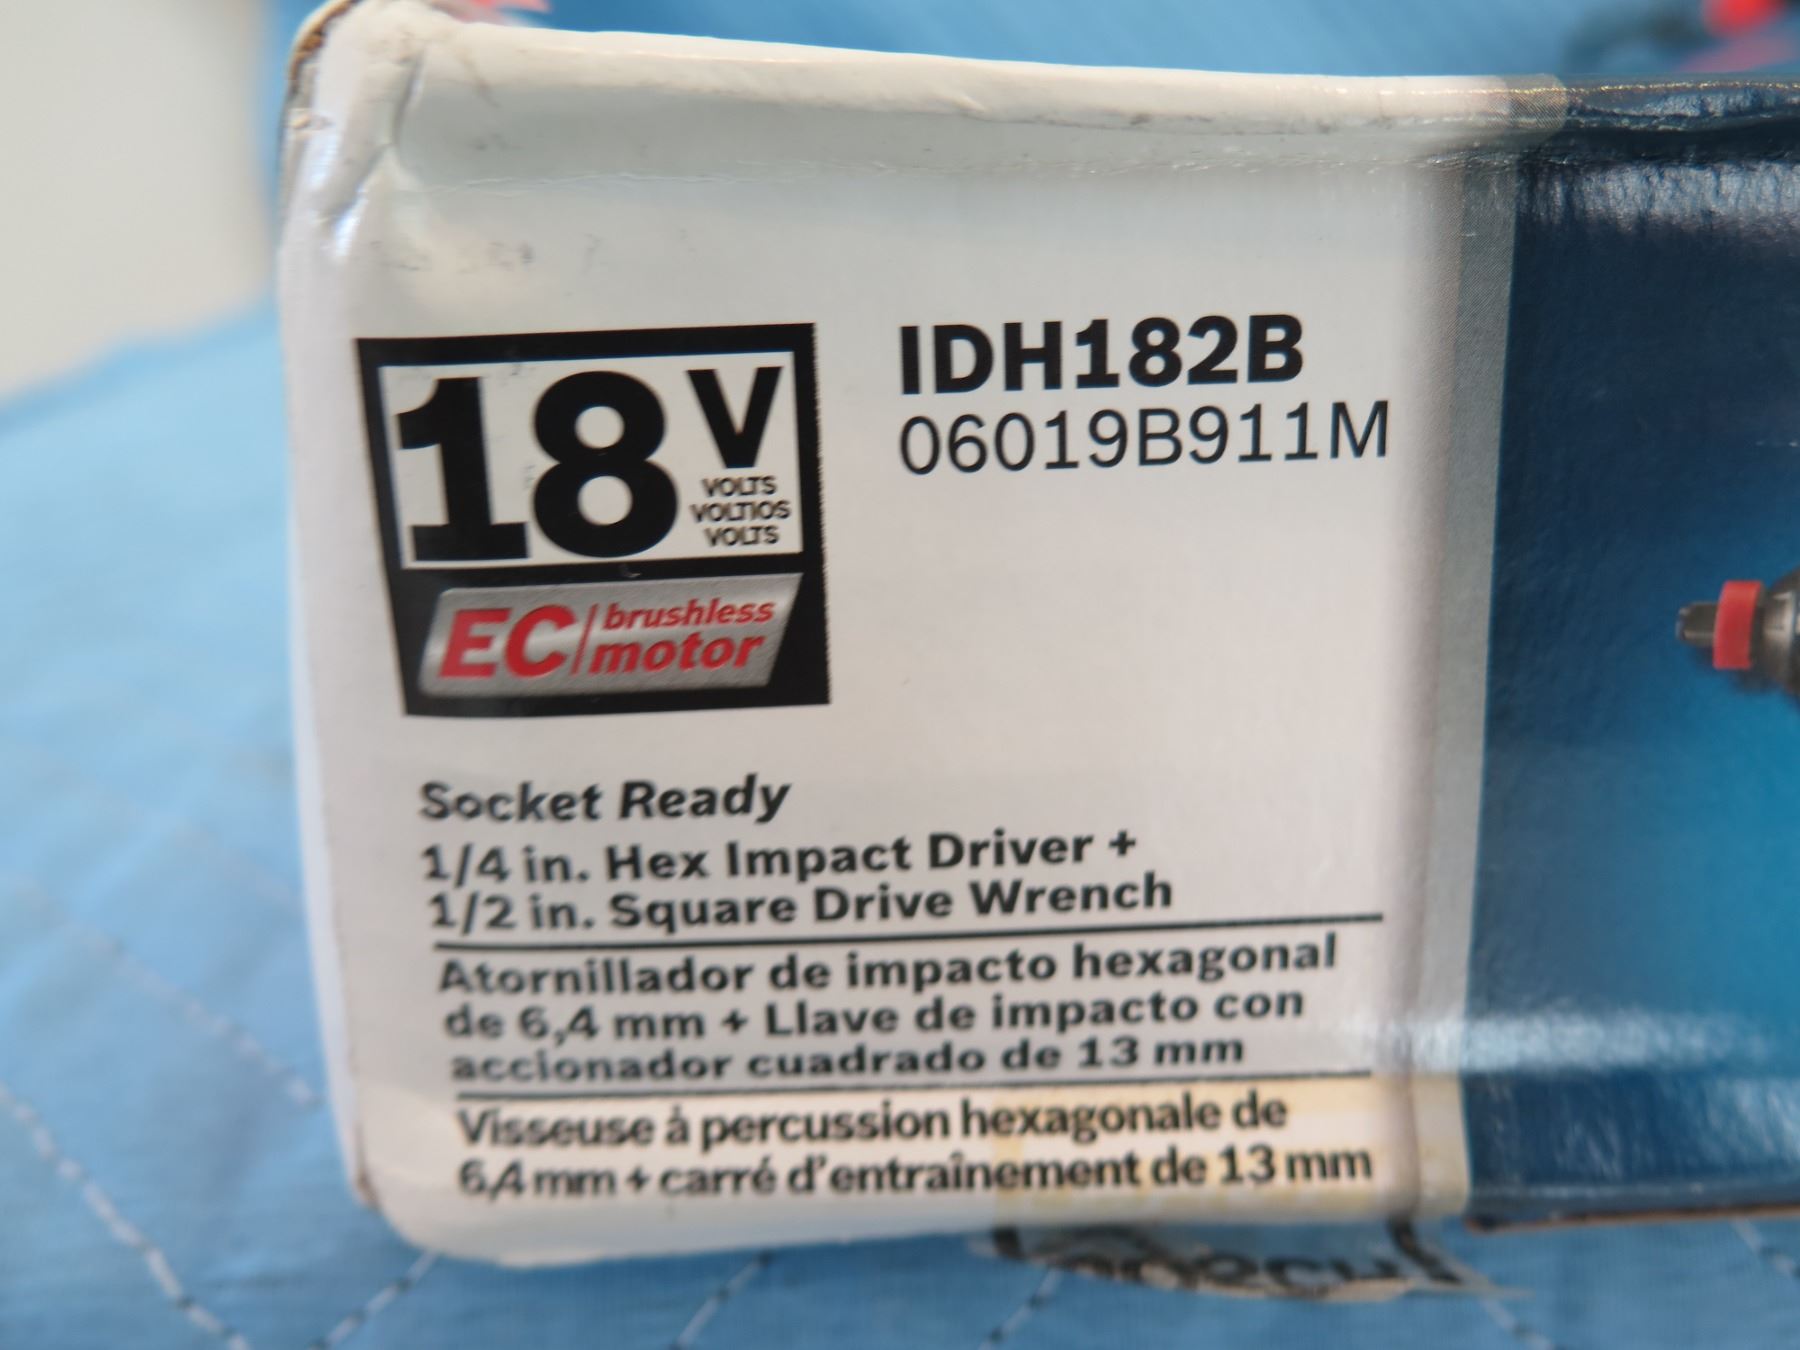 18 V
VOLTS
VOLTIOS
VOLTS
EC/brushless
motor
IDH182B
06019B911M
Socket Ready
1/4 in. Hex Impact Driver +
1/2 in. Square Drive Wrench
Atornillador de impacto hexagonal
de 6,4 mm + Llave de impacto con
accionador cuadrado de 13 mm
Visseuse à percussion hexagonale de
6,4 mm + carré d'entraînement de 13 mm